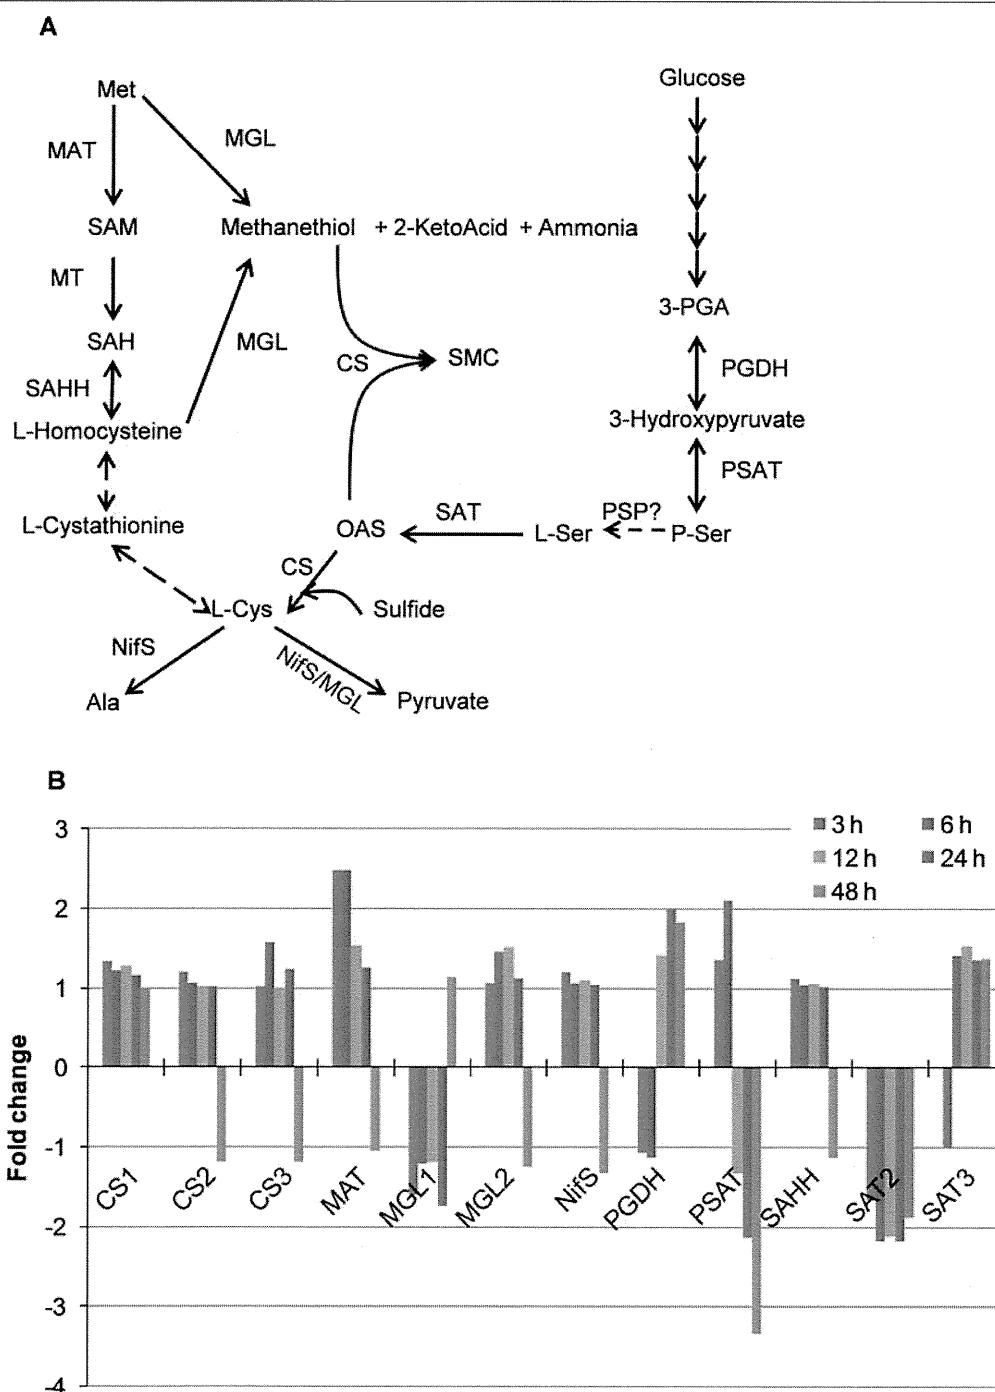 A
Met
Glucose
MAT
MGL
SAM
Methanethiol + 2-KetoAcid + Ammonia
MT
3-PGA
SAH
MGL
CS
SMC
PGDH
SAHH
L-Homocysteine
3-Hydroxypyruvate
PSAT
L-Cystathionine
OAS
SAT
L-Ser
PSP?
P-Ser
CS
L-Cys
Sulfide
NifS
NifS/MGL
Ala
Pyruvate
B
3 h
6 h
12 h
24 h
48 h
Fold change
3
2
1
0
-1
-2
-3
-4
CS1
CS2
CS3
MAT
MGL1
MGL2
NifS
PGDH
PSAT
SAHH
SAT2
SAT3